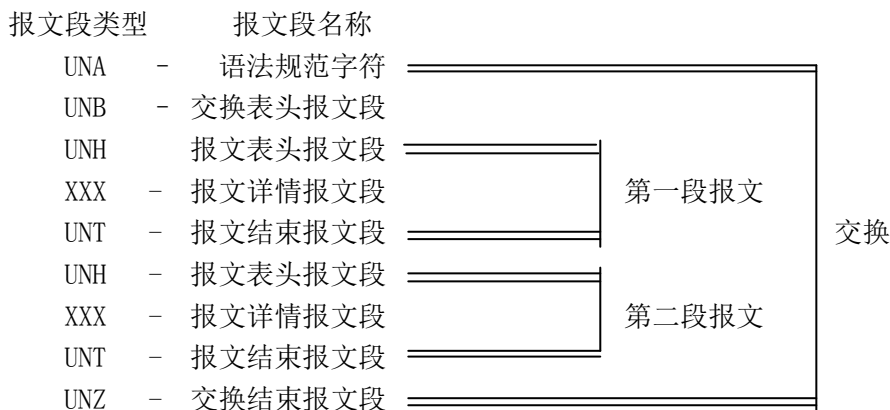 报文段类型 报文段名称
UNA - 语法规范字符
UNB - 交换表头报文段
UNH 报文表头报文段
XXX - 报文详情报文段 第一段报文
UNT - 报文结束报文段 交换
UNH - 报文表头报文段
XXX - 报文详情报文段 第二段报文
UNT - 报文结束报文段
UNZ - 交换结束报文段